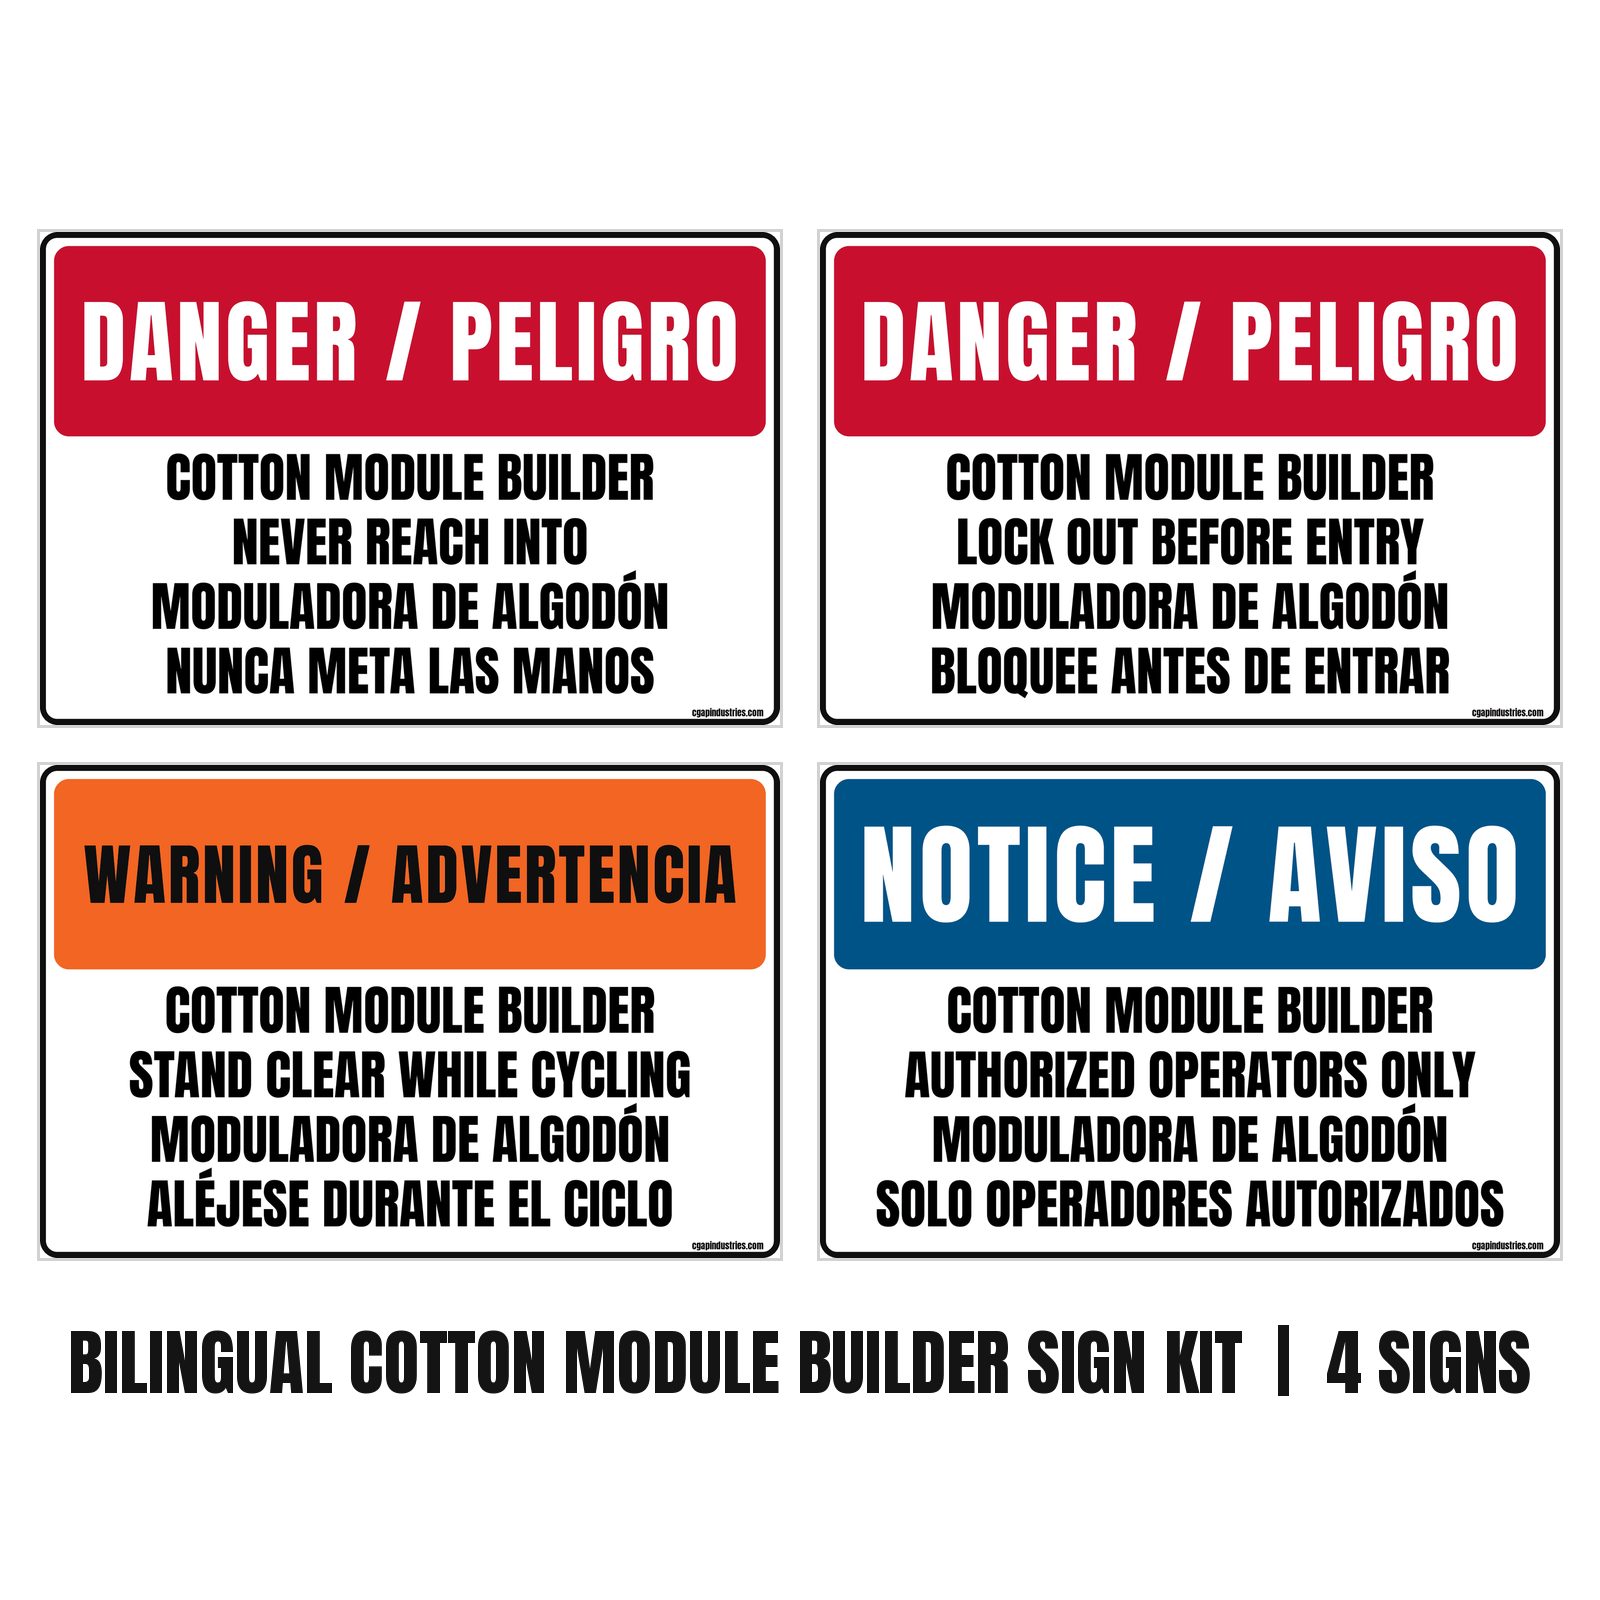 DANGER / PELIGRO
COTTON MODULE BUILDER
NEVER REACH INTO
MODULADORA DE ALGODÓN
NUNCA META LAS MANOS
cgapindustries.com
DANGER / PELIGRO
COTTON MODULE BUILDER
LOCK OUT BEFORE ENTRY
MODULADORA DE ALGODÓN
BLOQUEE ANTES DE ENTRAR
cgapindustries.com
WARNING / ADVERTENCIA
COTTON MODULE BUILDER
STAND CLEAR WHILE CYCLING
MODULADORA DE ALGODÓN
ALÉJESE DURANTE EL CICLO
cgapindustries.com
NOTICE / AVISO
COTTON MODULE BUILDER
AUTHORIZED OPERATORS ONLY
MODULADORA DE ALGODÓN
SOLO OPERADORES AUTORIZADOS
cgapindustries.com
BILINGUAL COTTON MODULE BUILDER SIGN KIT | 4 SIGNS